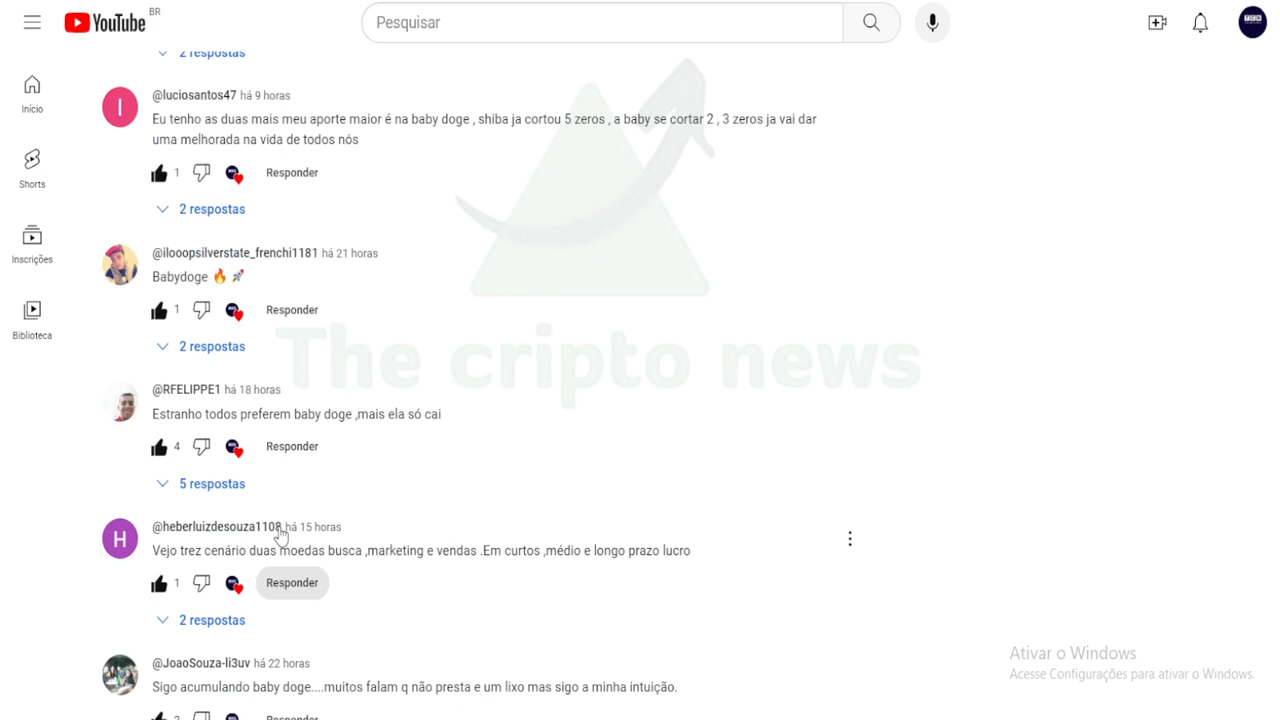 YouTube BR
Pesquisar
Início
Shorts
Inscrições
Biblioteca
2 respostas
@luciosantos47 há 9 horas
Eu tenho as duas mais meu aporte maior é na baby doge , shiba ja cortou 5 zeros , a baby se cortar 2 , 3 zeros ja vai dar
uma melhorada na vida de todos nós
1 Responder
2 respostas
@ilooopsilverstate_frenchi1181 há 21 horas
Babydoge 🔥 🚀
1 Responder
2 respostas
The cripto news
@RFELIPPE1 há 18 horas
Estranho todos preferem baby doge ,mais ela só cai
4 Responder
5 respostas
H
@heberluizdesouza1108 há 15 horas
Vejo trez cenário duas moedas busca ,marketing e vendas .Em curtos ,médio e longo prazo lucro
1 Responder
2 respostas
@JoaoSouza-li3uv há 22 horas
Sigo acumulando baby doge....muitos falam q não presta e um lixo mas sigo a minha intuição.
Ativar o Windows
Acesse Configurações para ativar o Windows.